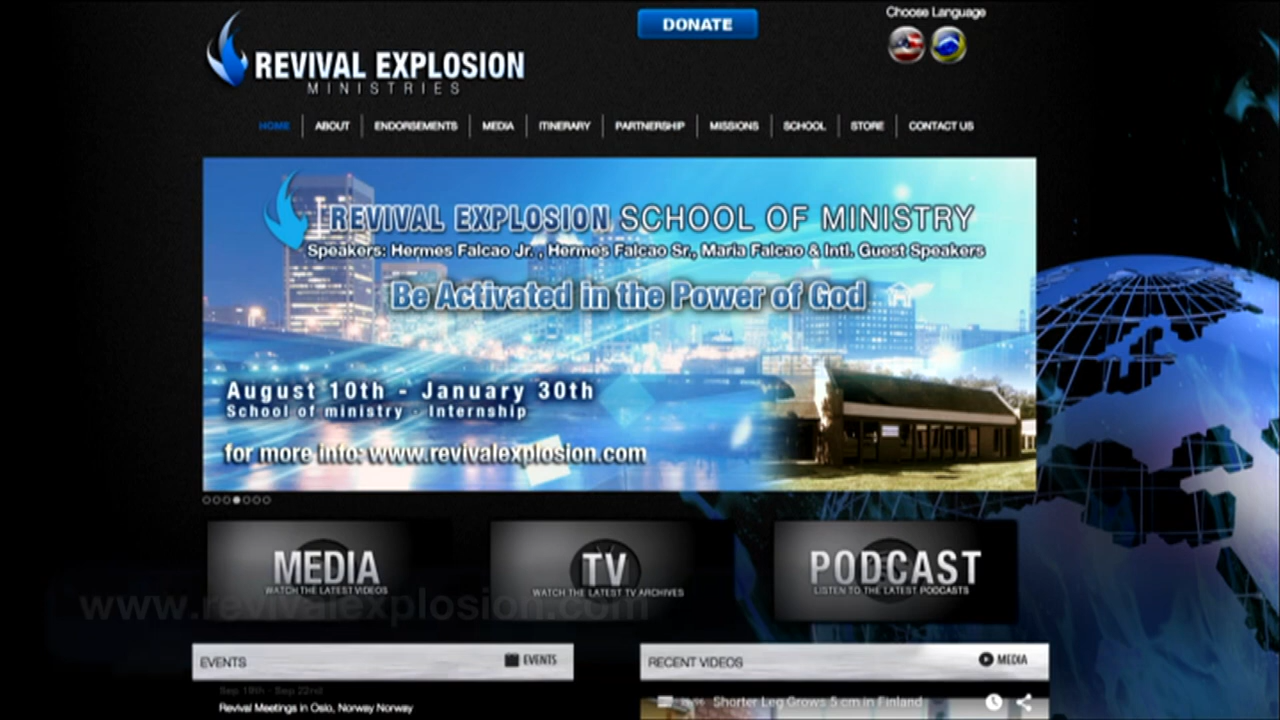 DONATE
Choose Language
REVIVAL EXPLOSION
MINISTRIES
HOME
ABOUT
ENDORSEMENTS
MEDIA
ITINERARY
PARTNERSHIP
MISSIONS
SCHOOL
STORE
CONTACT US
REVIVAL EXPLOSION SCHOOL OF MINISTRY
Speakers: Hermes Falcao Jr. , Hermes Falcao Sr., Maria Falcao & Intl. Guest Speakers
Be Activated in the Power of God
August 10th - January 30th
School of ministry - Internship
for more info: www.revivalexplosion.com
MEDIA
WATCH THE LATEST VIDEOS
TV
WATCH THE LATEST TV ARCHIVES
PODCAST
LISTEN TO THE LATEST PODCASTS
www.revivalexplosion.com
EVENTS
EVENTS
RECENT VIDEOS
MEDIA
Sep 19th - Sep 22nd
Revival Meetings in Oslo, Norway Norway
Shorter Leg Grows 5 cm in Finland